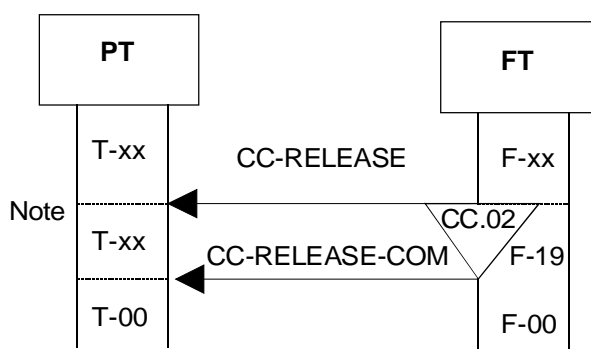 PT
FT
T-xx
CC-RELEASE
F-xx
Note
CC.02
T-xx
CC-RELEASE-COM
F-19
T-00
F-00